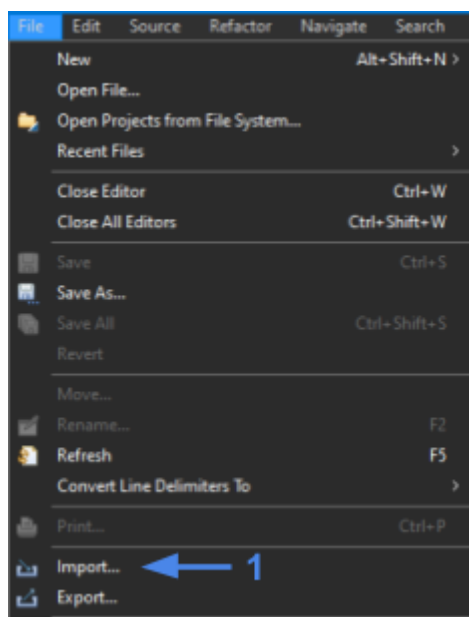 File Edit Source Refactor Navigate Search
New Alt+Shift+N >
Open File...
Open Projects from File System...
Recent Files >
Close Editor Ctrl+W
Close All Editors Ctrl+Shift+W
Save Ctrl+S
Save As...
Save All Ctrl+Shift+S
Revert
Move...
Rename... F2
Refresh F5
Convert Line Delimiters To >
Print... Ctrl+P
Import... 1
Export...